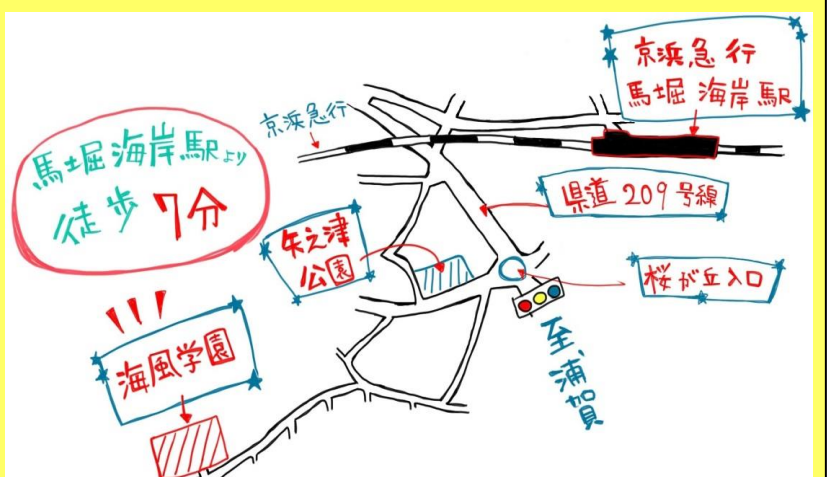 京浜急行
馬堀海岸駅
京浜急行
馬堀海岸駅より
徒歩7分
県道209号線
矢之津
公園
桜が丘入口
至、浦賀
海風学園